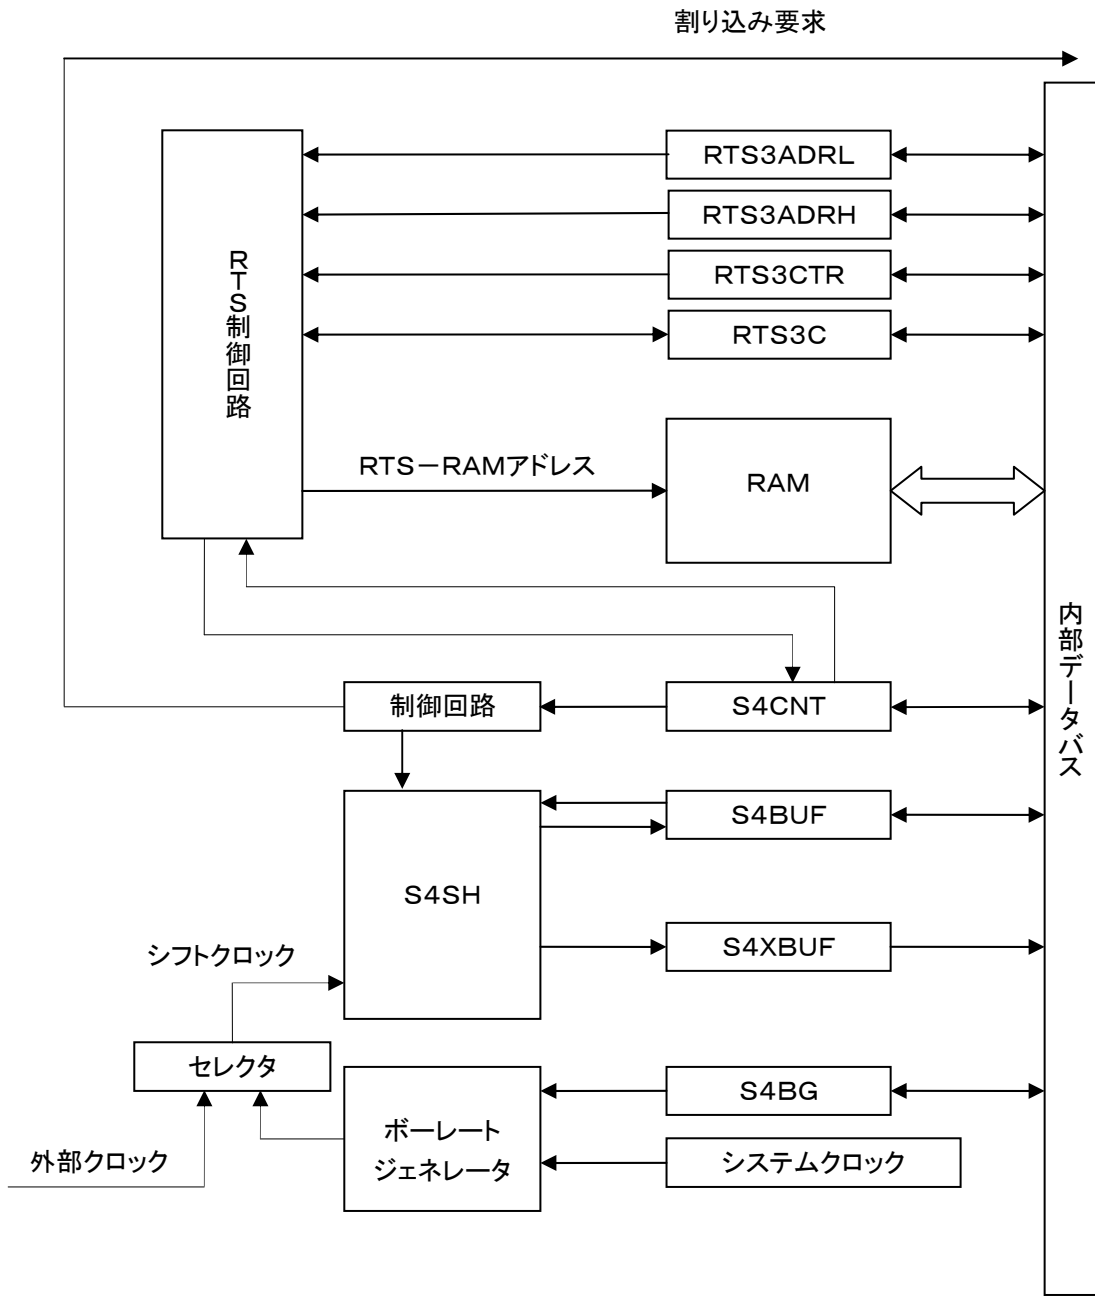 割り込み要求
RTS3ADRL
RTS3ADRH
RTS3CTR
RTS3C
RTS制御回路
RTS－RAMアドレス
RAM
内部データバス
制御回路
S4CNT
S4BUF
S4SH
S4XBUF
シフトクロック
セレクタ
S4BG
ボーレート
ジェネレータ
外部クロック
システムクロック